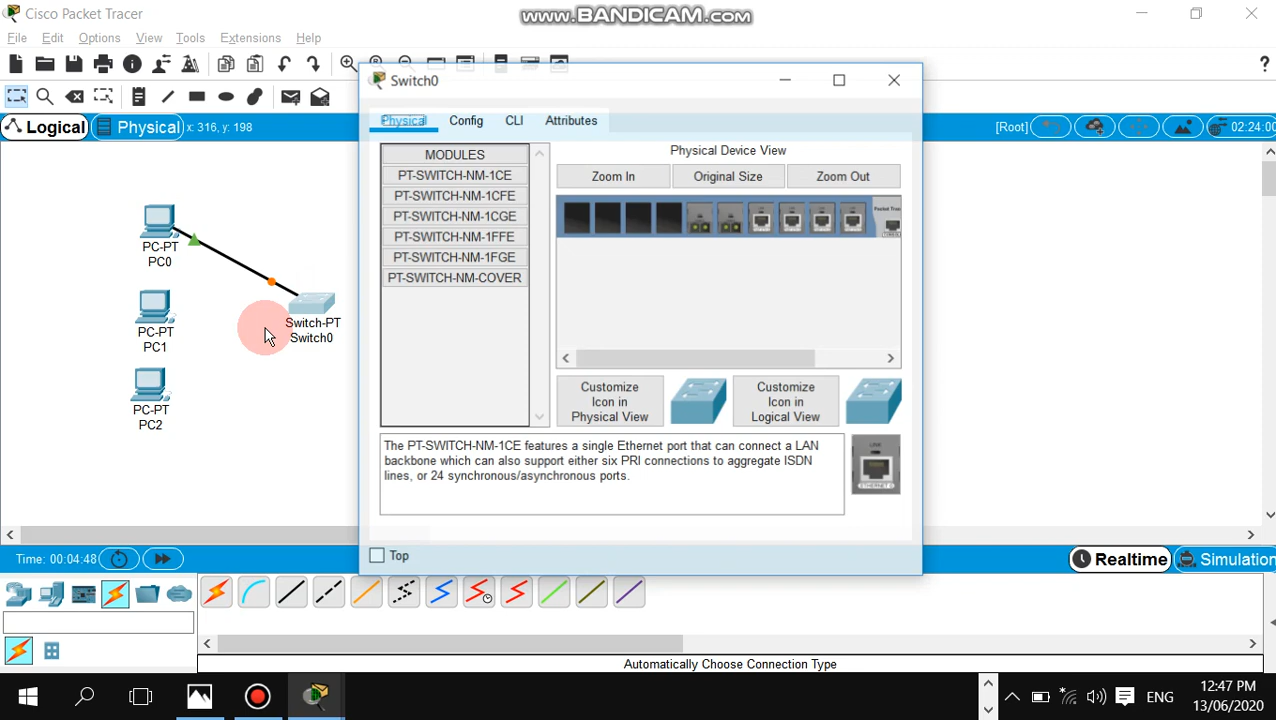 Cisco Packet Tracer
www.BANDICAM.com
File Edit Options View Tools Extensions Help
Logical Physical x: 316, y: 198
[Root] 02:24:00
Switch0
Physical Config CLI Attributes
MODULES
PT-SWITCH-NM-1CE
PT-SWITCH-NM-1CFE
PT-SWITCH-NM-1CGE
PT-SWITCH-NM-1FFE
PT-SWITCH-NM-1FGE
PT-SWITCH-NM-COVER
Physical Device View
Zoom In Original Size Zoom Out
Customize
Icon in
Physical View
Customize
Icon in
Logical View
The PT-SWITCH-NM-1CE features a single Ethernet port that can connect a LAN
backbone which can also support either six PRI connections to aggregate ISDN
lines, or 24 synchronous/asynchronous ports.
Top
PC-PT
PC0
PC-PT
PC1
PC-PT
PC2
Switch-PT
Switch0
Time: 00:04:48
Realtime Simulation
Automatically Choose Connection Type
ENG
12:47 PM
13/06/2020